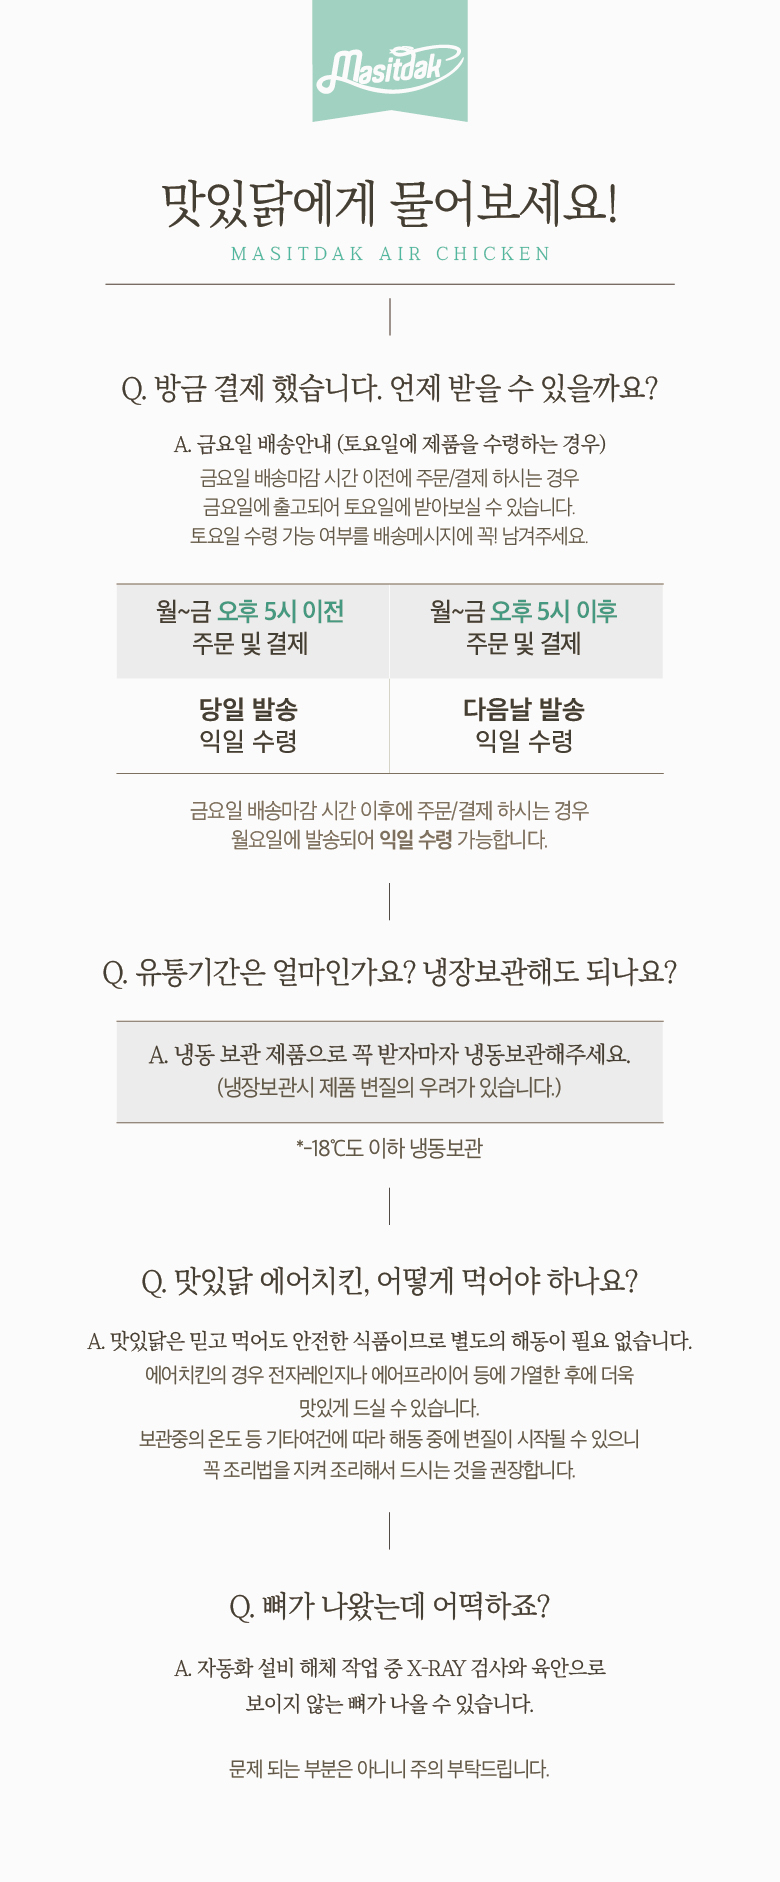 Masitdak
맛있닭에게 물어보세요!
MASITDAK AIR CHICKEN
Q. 방금 결제 했습니다. 언제 받을 수 있을까요?
A. 금요일 배송안내 (토요일에 제품을 수령하는 경우)
금요일 배송마감 시간 이전에 주문/결제 하시는 경우
금요일에 출고되어 토요일에 받아보실 수 있습니다.
토요일 수령 가능 여부를 배송메시지에 꼭! 남겨주세요.
월~금 오후 5시 이전
주문 및 결제
월~금 오후 5시 이후
주문 및 결제
당일 발송
익일 수령
다음날 발송
익일 수령
금요일 배송마감 시간 이후에 주문/결제 하시는 경우
월요일에 발송되어 익일 수령 가능합니다.
Q. 유통기간은 얼마인가요? 냉장보관해도 되나요?
A. 냉동 보관 제품으로 꼭 받자마자 냉동보관해주세요.
(냉장보관시 제품 변질의 우려가 있습니다.)
*-18℃도 이하 냉동보관
Q. 맛있닭 에어치킨, 어떻게 먹어야 하나요?
A. 맛있닭은 믿고 먹어도 안전한 식품이므로 별도의 해동이 필요 없습니다.
에어치킨의 경우 전자레인지나 에어프라이어 등에 가열한 후에 더욱
맛있게 드실 수 있습니다.
보관중의 온도 등 기타여건에 따라 해동 중에 변질이 시작될 수 있으니
꼭 조리법을 지켜 조리해서 드시는 것을 권장합니다.
Q. 뼈가 나왔는데 어떡하죠?
A. 자동화 설비 해체 작업 중 X-RAY 검사와 육안으로
보이지 않는 뼈가 나올 수 있습니다.
문제 되는 부분은 아니니 주의 부탁드립니다.